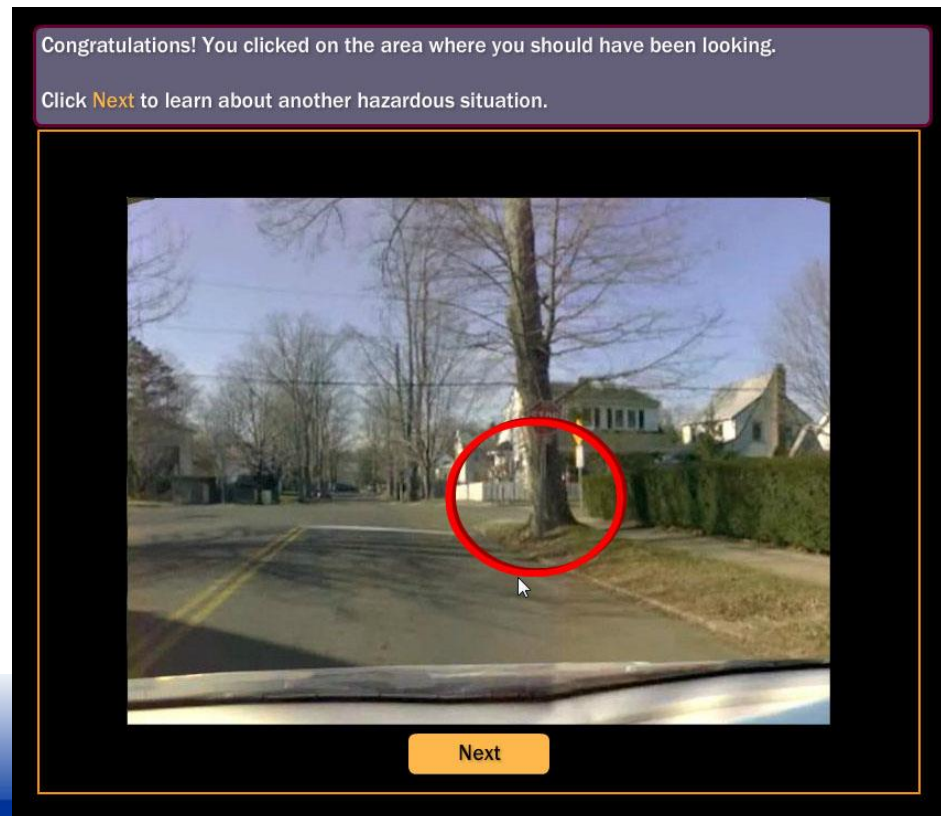 Congratulations! You clicked on the area where you should have been looking.
Click Next to learn about another hazardous situation.
Next